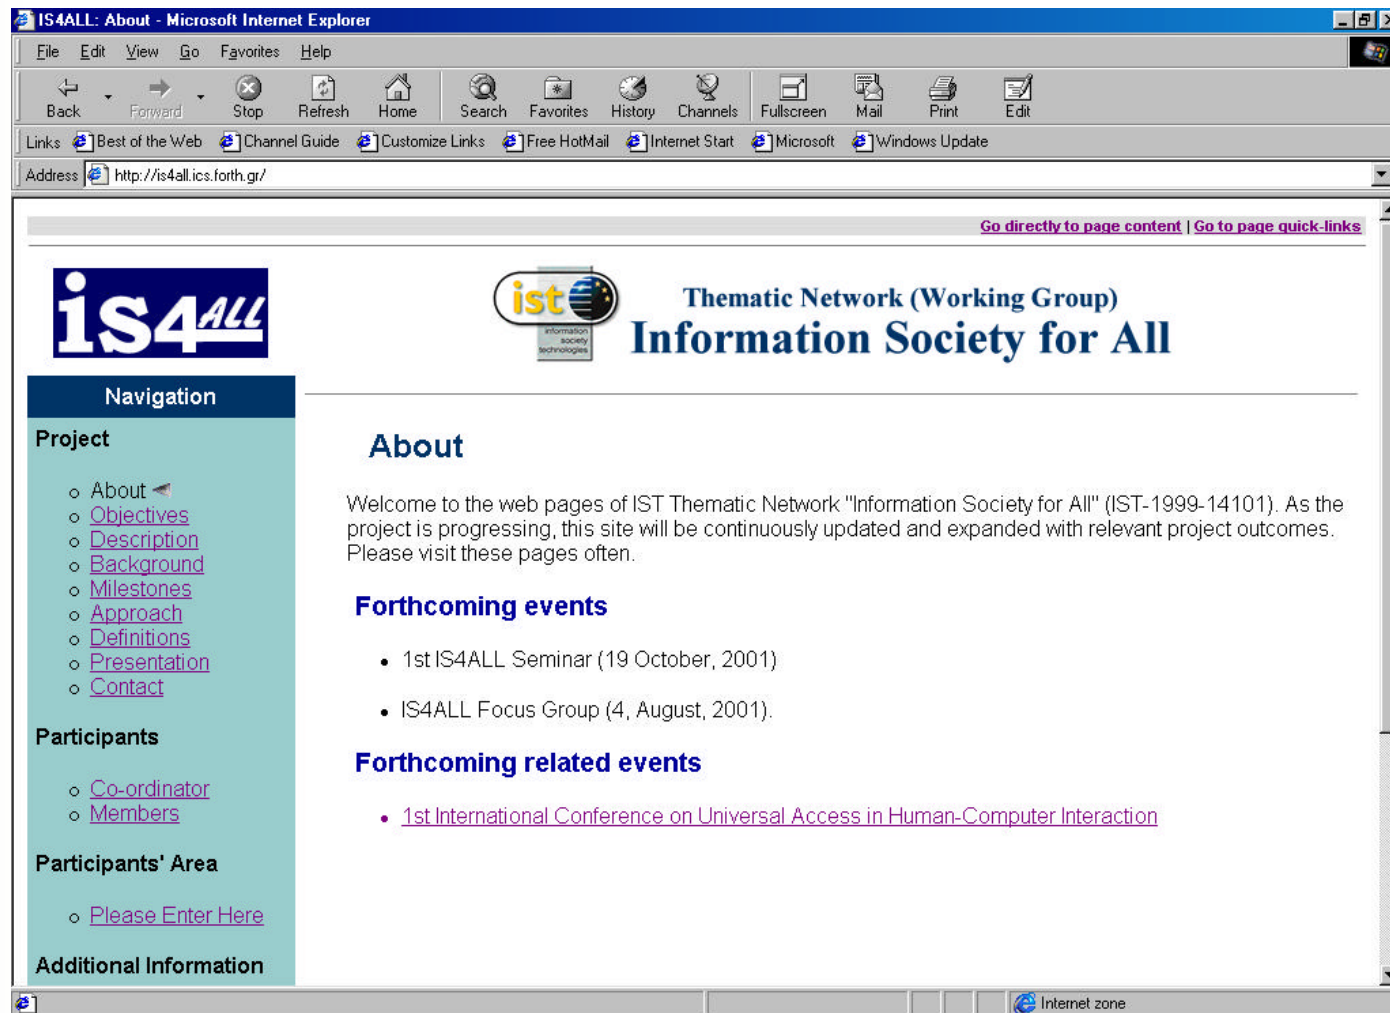 IS4ALL: About - Microsoft Internet Explorer
File Edit View Go Favorites Help
Back Forward Stop Refresh Home Search Favorites History Channels Fullscreen Mail Print Edit
Links Best of the Web Channel Guide Customize Links Free HotMail Internet Start Microsoft Windows Update
Address http://is4all.ics.forth.gr/
Go directly to page content | Go to page quick-links
is4ALL
ist
information
society
technologies
Thematic Network (Working Group)
Information Society for All
Navigation
Project
About
Objectives
Description
Background
Milestones
Approach
Definitions
Presentation
Contact
Participants
Co-ordinator
Members
Participants' Area
Please Enter Here
Additional Information
About
Welcome to the web pages of IST Thematic Network "Information Society for All" (IST-1999-14101). As the
project is progressing, this site will be continuously updated and expanded with relevant project outcomes.
Please visit these pages often.
Forthcoming events
1st IS4ALL Seminar (19 October, 2001)
IS4ALL Focus Group (4, August, 2001).
Forthcoming related events
1st International Conference on Universal Access in Human-Computer Interaction
Internet zone